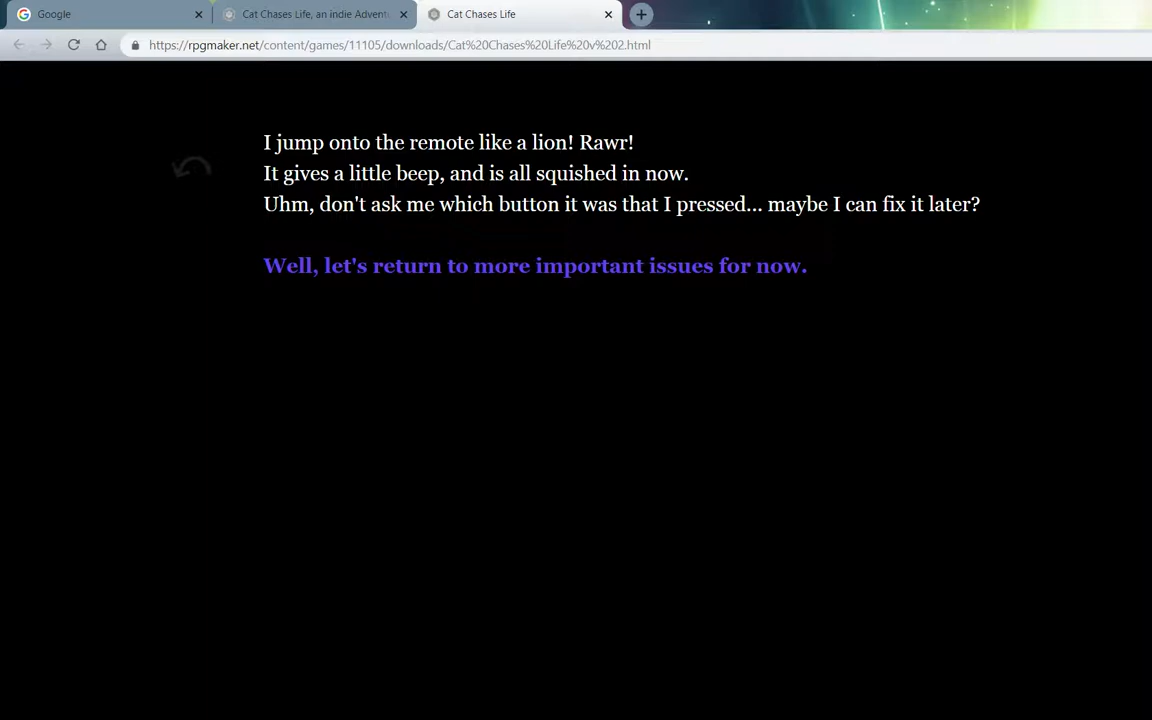 Google
Cat Chases Life, an indie Advent
Cat Chases Life
https://rpgmaker.net/content/games/11105/downloads/Cat%20Chases%20Life%20v%202.html
I jump onto the remote like a lion! Rawr!
It gives a little beep, and is all squished in now.
Uhm, don't ask me which button it was that I pressed... maybe I can fix it later?
Well, let's return to more important issues for now.